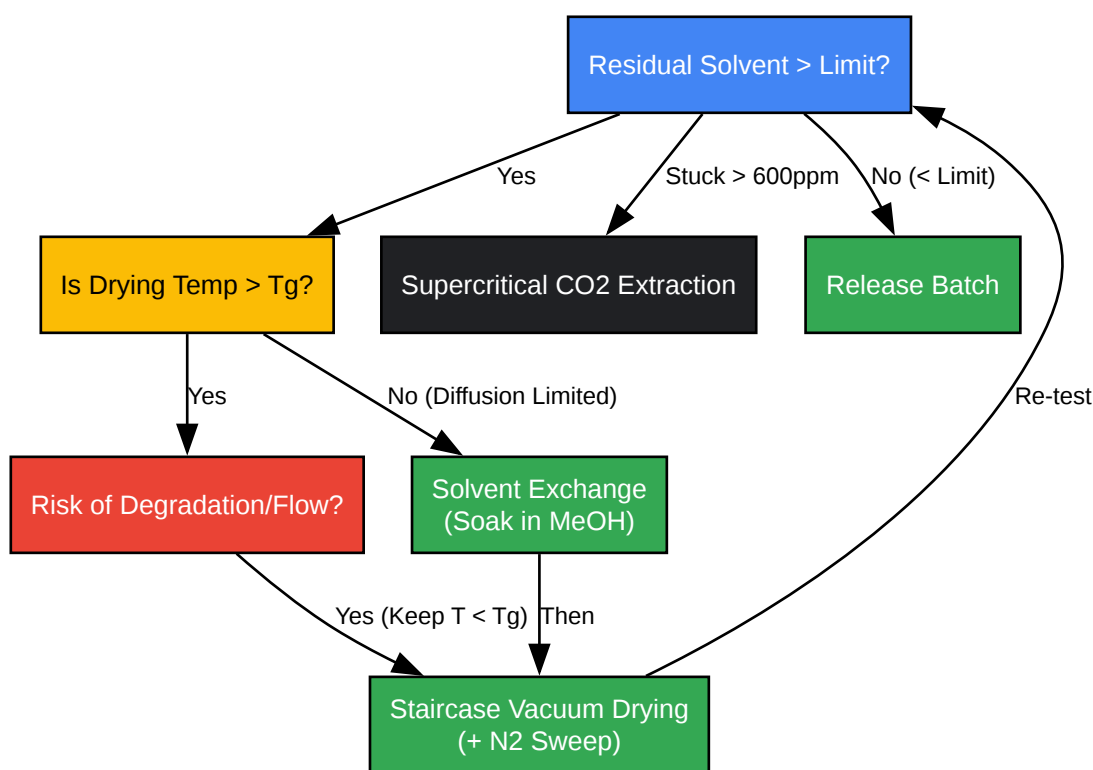 Residual Solvent > Limit?
Yes
Stuck > 600ppm
No (< Limit)
Is Drying Temp > Tg?
Supercritical CO2 Extraction
Release Batch
Yes
No (Diffusion Limited)
Re-test
Risk of Degradation/Flow?
Solvent Exchange
(Soak in MeOH)
Yes (Keep T < Tg)
Then
Staircase Vacuum Drying
(+ N2 Sweep)